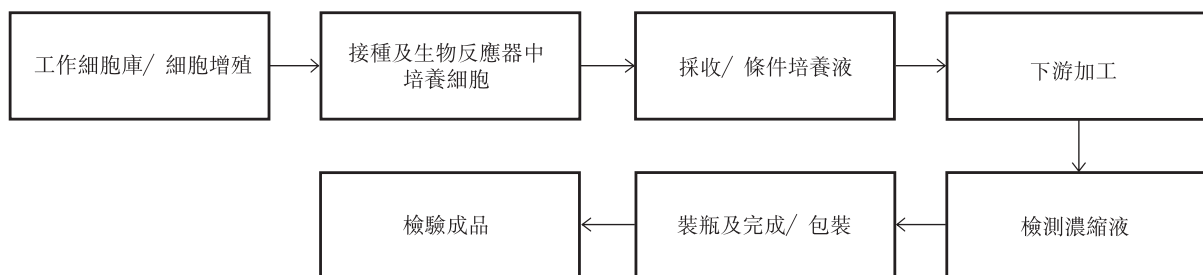 工作細胞庫/ 細胞增殖
接種及生物反應器中
培養細胞
採收/ 條件培養液
下游加工
檢測濃縮液
裝瓶及完成/ 包裝
檢驗成品